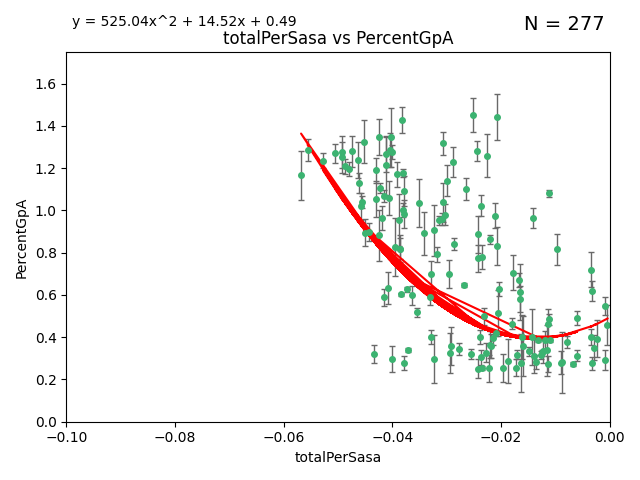 y = 525.04x^2 + 14.52x + 0.49
N = 277
totalPerSasa vs PercentGpA
PercentGpA
1.6
1.4
1.2
1.0
0.8
0.6
0.4
0.2
0.0
−0.10 −0.08 −0.06 −0.04 −0.02 0.00
totalPerSasa